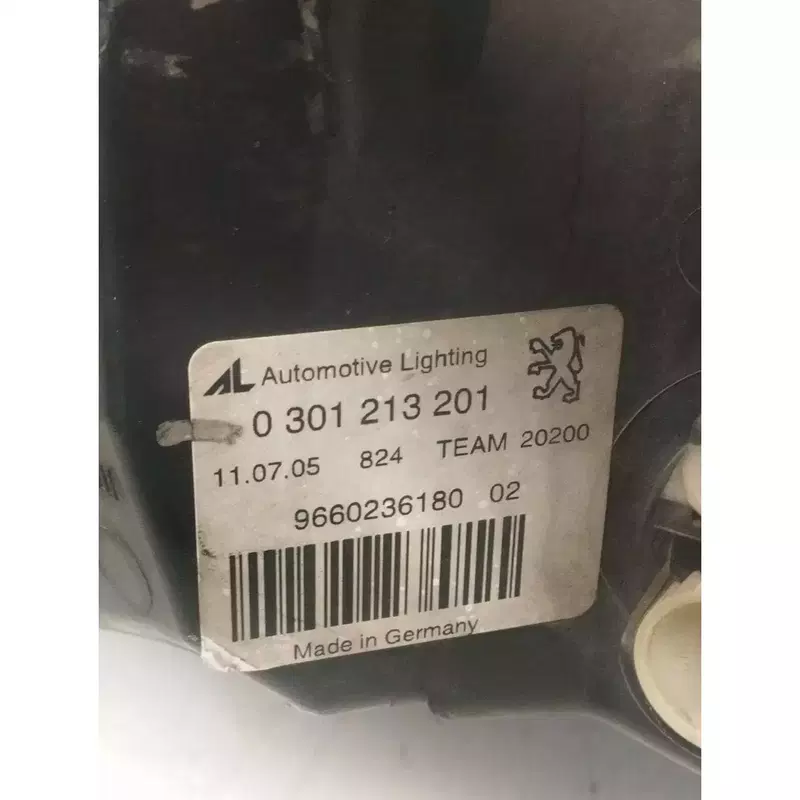 AL Automotive Lighting
0 301 213 201
11.07.05 824 TEAM 20200
9660236180 02
Made in Germany